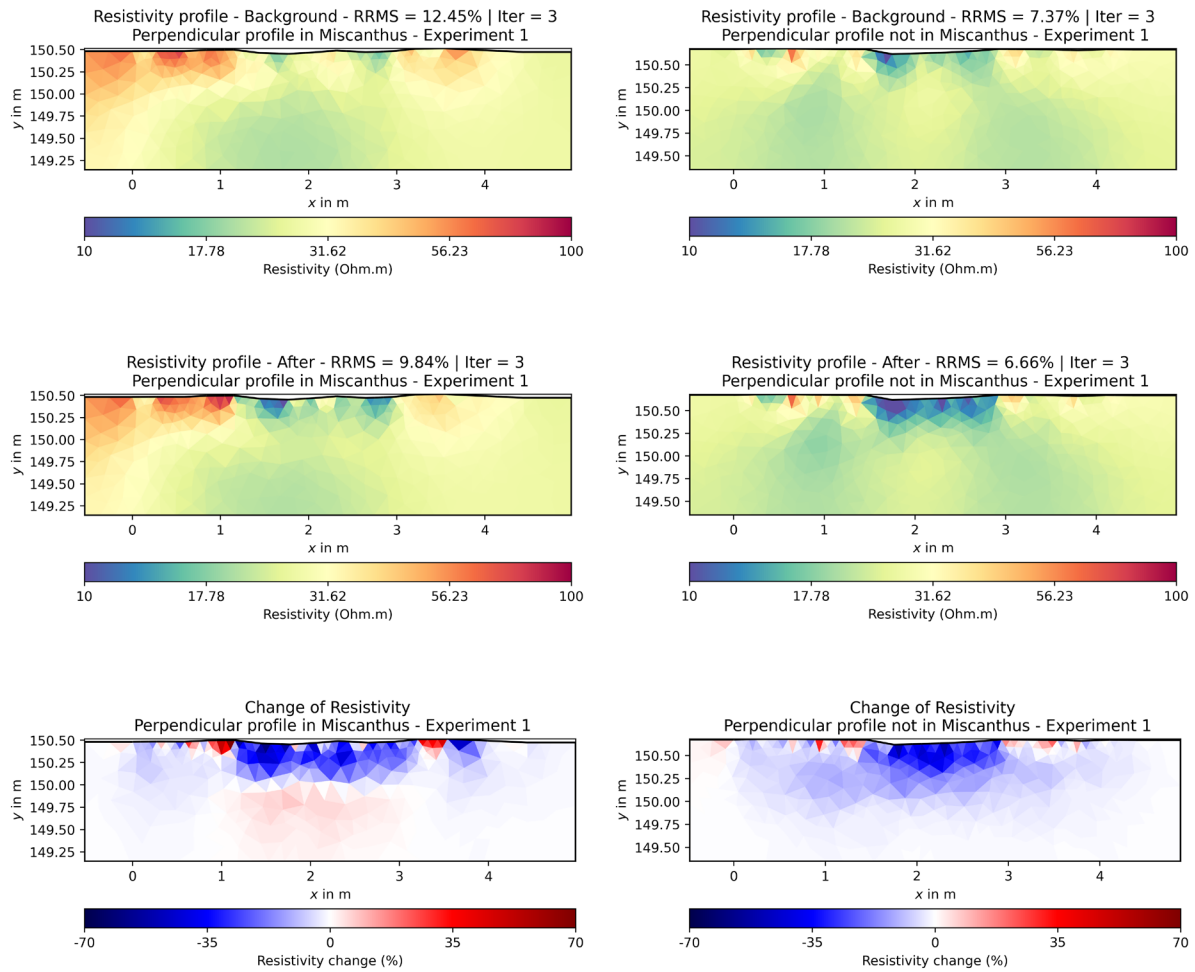 Resistivity profile - Background - RRMS = 12.45% | Iter = 3
Perpendicular profile in Miscanthus - Experiment 1
150.50
150.25
150.00
149.75
149.50
149.25
y in m
0 1 2 3 4
x in m
10 17.78 31.62 56.23 100
Resistivity (Ohm.m)
Resistivity profile - Background - RRMS = 7.37% | Iter = 3
Perpendicular profile not in Miscanthus - Experiment 1
150.50
150.25
150.00
149.75
149.50
y in m
0 1 2 3 4
x in m
10 17.78 31.62 56.23 100
Resistivity (Ohm.m)
Resistivity profile - After - RRMS = 9.84% | Iter = 3
Perpendicular profile in Miscanthus - Experiment 1
150.50
150.25
150.00
149.75
149.50
149.25
y in m
0 1 2 3 4
x in m
10 17.78 31.62 56.23 100
Resistivity (Ohm.m)
Resistivity profile - After - RRMS = 6.66% | Iter = 3
Perpendicular profile not in Miscanthus - Experiment 1
150.50
150.25
150.00
149.75
149.50
y in m
0 1 2 3 4
x in m
10 17.78 31.62 56.23 100
Resistivity (Ohm.m)
Change of Resistivity
Perpendicular profile in Miscanthus - Experiment 1
150.50
150.25
150.00
149.75
149.50
149.25
y in m
0 1 2 3 4
x in m
-70 -35 0 35 70
Resistivity change (%)
Change of Resistivity
Perpendicular profile not in Miscanthus - Experiment 1
150.50
150.25
150.00
149.75
149.50
y in m
0 1 2 3 4
x in m
-70 -35 0 35 70
Resistivity change (%)